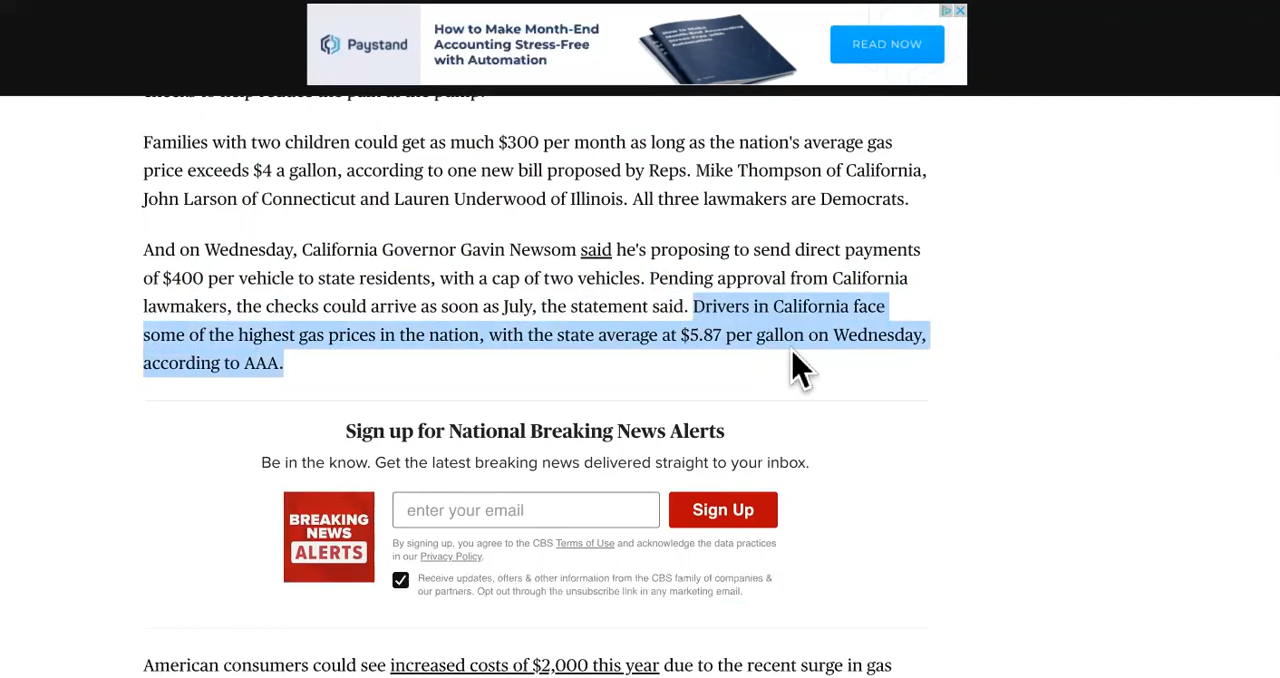 Paystand
How to Make Month-End
Accounting Stress-Free
with Automation
How to Make Month-End
Accounting Stress-Free
with Automation
READ NOW
checks to help reduce the pain at the pump.
Families with two children could get as much $300 per month as long as the nation's average gas
price exceeds $4 a gallon, according to one new bill proposed by Reps. Mike Thompson of California,
John Larson of Connecticut and Lauren Underwood of Illinois. All three lawmakers are Democrats.
And on Wednesday, California Governor Gavin Newsom said he's proposing to send direct payments
of $400 per vehicle to state residents, with a cap of two vehicles. Pending approval from California
lawmakers, the checks could arrive as soon as July, the statement said. Drivers in California face
some of the highest gas prices in the nation, with the state average at $5.87 per gallon on Wednesday,
according to AAA.
Sign up for National Breaking News Alerts
Be in the know. Get the latest breaking news delivered straight to your inbox.
BREAKING
NEWS
ALERTS
enter your email
Sign Up
By signing up, you agree to the CBS Terms of Use and acknowledge the data practices
in our Privacy Policy.
Receive updates, offers & other information from the CBS family of companies &
our partners. Opt out through the unsubscribe link in any marketing email.
American consumers could see increased costs of $2,000 this year due to the recent surge in gas